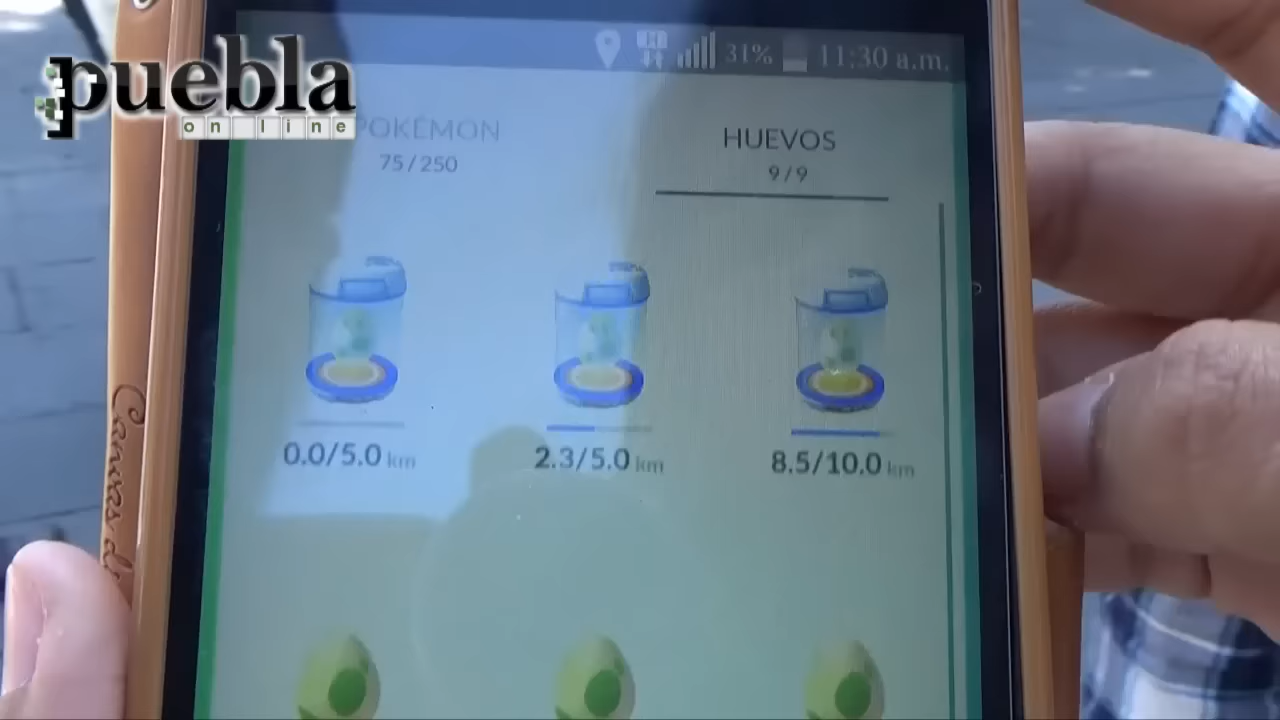 puebla
on line
31% 11:30 a.m.
POKÉMON
75/250
HUEVOS
9/9
0.0/5.0 km
2.3/5.0 km
8.5/10.0 km